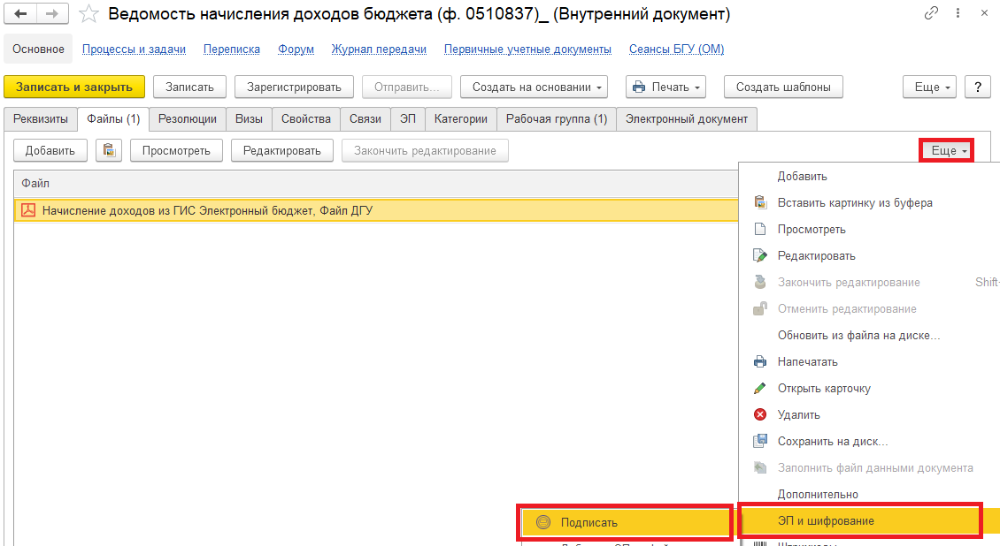 Ведомость начисления доходов бюджета (ф. 0510837)_ (Внутренний документ)
Основное Процессы и задачи Переписка Форум Журнал передачи Первичные учетные документы Сеансы БГУ (ОМ)
Записать и закрыть Записать Зарегистрировать Отправить... Создать на основании Печать Создать шаблоны Еще ?
Реквизиты Файлы (1) Резолюции Визы Свойства Связи ЭП Категории Рабочая группа (1) Электронный документ
Добавить Просмотреть Редактировать Закончить редактирование Еще
Файл
Начисление доходов из ГИС Электронный бюджет, Файл ДГУ
Добавить
Вставить картинку из буфера
Просмотреть
Редактировать
Закончить редактирование Shift-
Отменить редактирование
Обновить из файла на диске...
Напечатать
Открыть карточку
Удалить
Сохранить на диск...
Заполнить файл данными документа
Дополнительно
ЭП и шифрование
Подписать